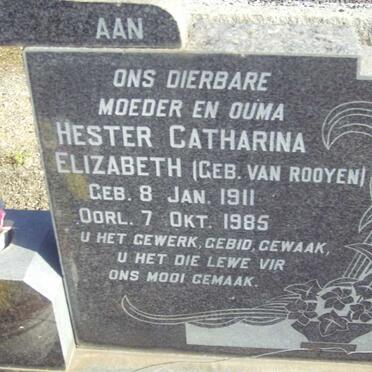 AAN
ONS DIERBARE
MOEDER EN OUMA
HESTER CATHARINA
ELIZABETH (GEB. VAN ROOYEN)
GEB. 8 JAN. 1911
OORL. 7 OKT. 1985
U HET GEWERK, GEBID, GEWAAK,
U HET DIE LEWE VIR
ONS MOOI GEMAAK.